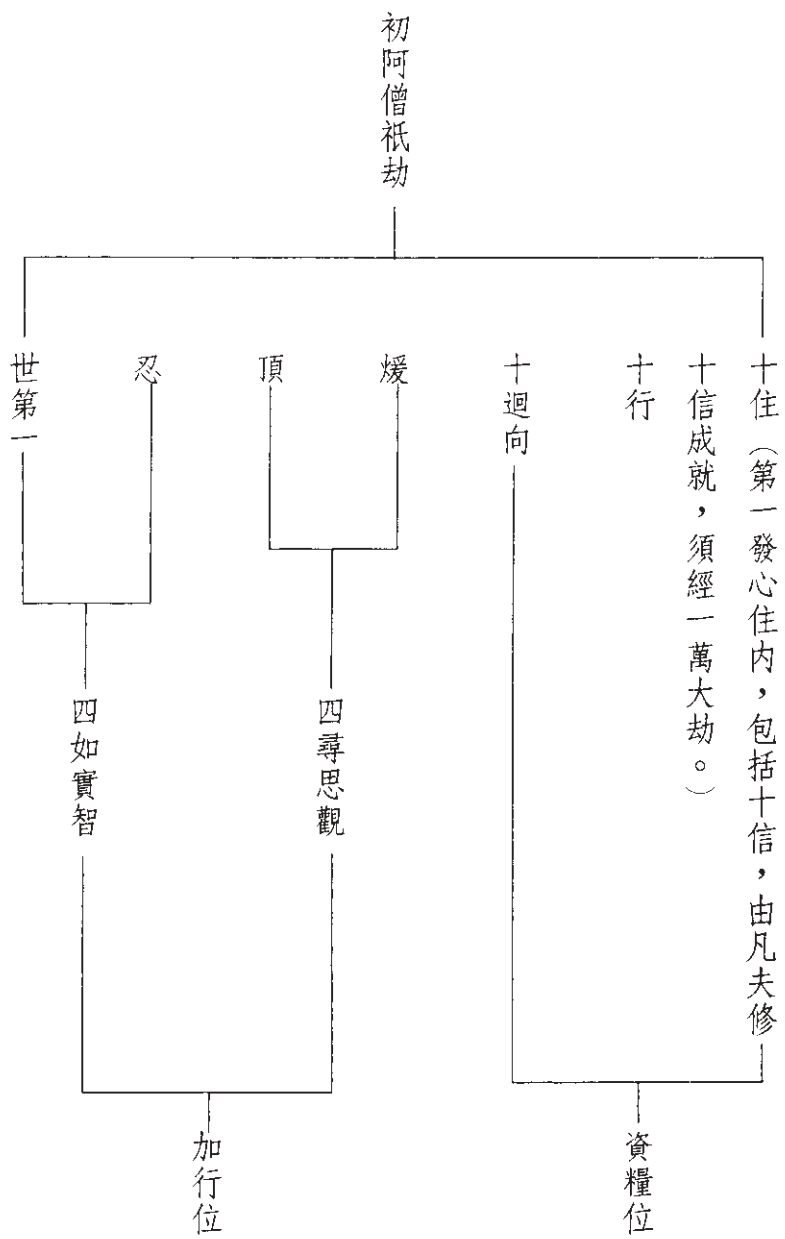 初阿僧祇劫
十住（第一發心住内，包括十信，由凡夫修
十信成就，須經一萬大劫。）
十行
十迴向
煖
頂
忍
世第一
四尋思觀
四如實智
資糧位
加行位